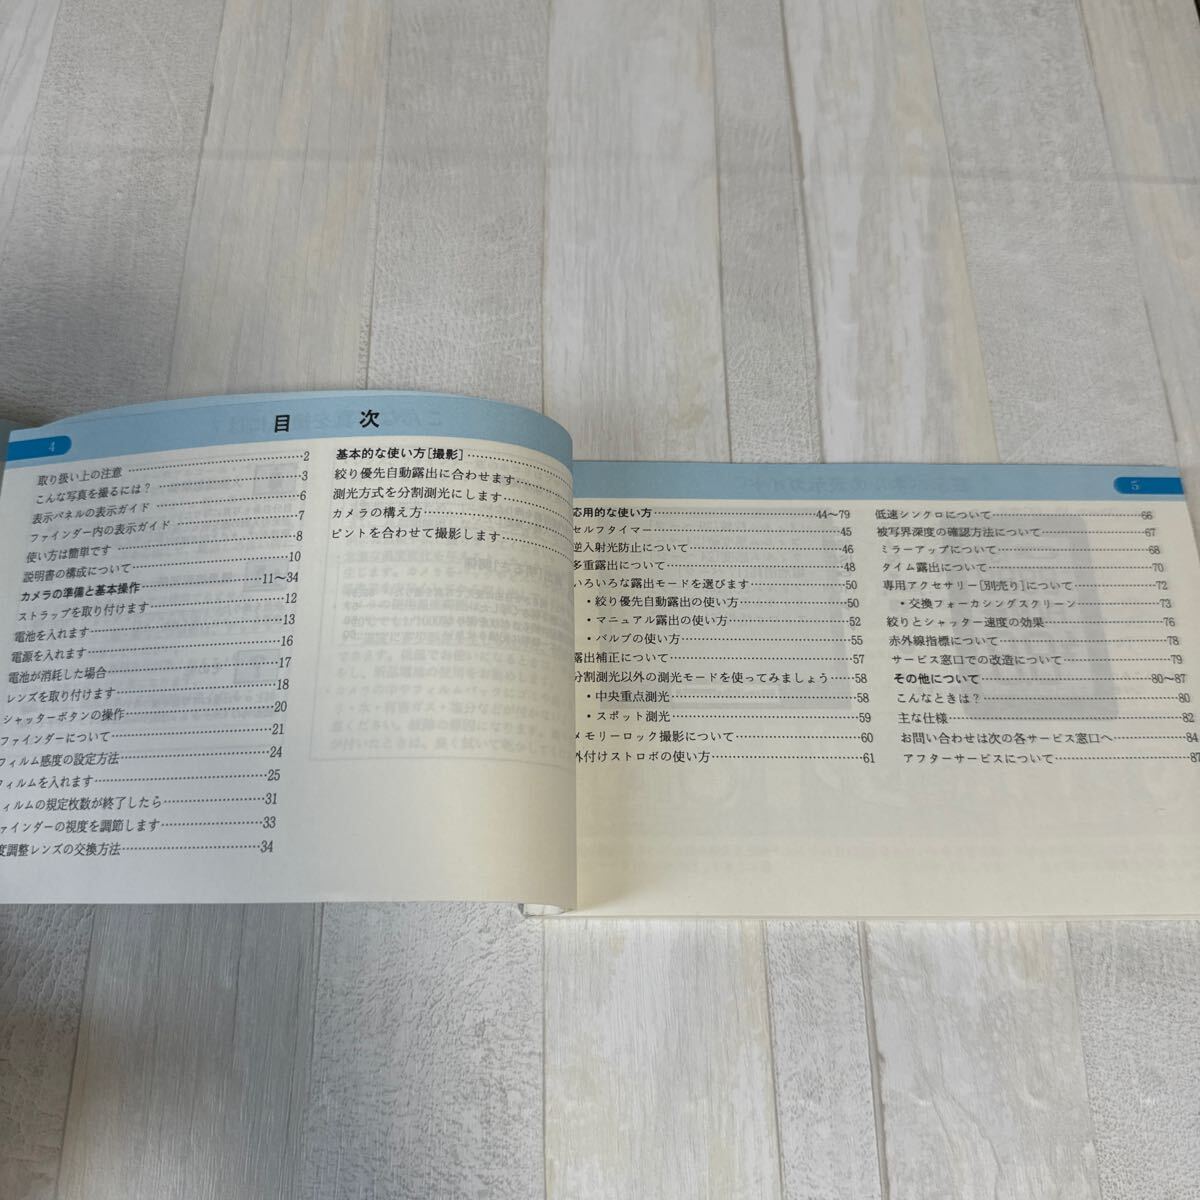 4
目 次
取り扱い上の注意 2
こんな写真を撮るには？ 3
表示パネルの表示ガイド 6
ファインダー内の表示ガイド 7
使い方は簡単です 8
説明書の構成について 10
カメラの準備と基本操作 11〜34
ストラップを取り付けます 12
電池を入れます 13
電源を入れます 16
電池が消耗した場合 17
レンズを取り付けます 18
シャッターボタンの操作 20
ファインダーについて 21
フィルム感度の設定方法 24
フィルムを入れます 25
ィルムの規定枚数が終了したら 31
ァインダーの視度を調節します 33
度調整レンズの交換方法 34
基本的な使い方[撮影]
絞り優先自動露出に合わせます
測光方式を分割測光にします
カメラの構え方
ピントを合わせて撮影します
5
応用的な使い方 44〜79
セルフタイマー 45
逆入射光防止について 46
多重露出について 48
いろいろな露出モードを選びます 50
・絞り優先自動露出の使い方 50
・マニュアル露出の使い方 52
・バルブの使い方 55
露出補正について 57
分割測光以外の測光モードを使ってみましょう 58
・中央重点測光 58
・スポット測光 59
メモリーロック撮影について 60
外付けストロボの使い方 61
低速シンクロについて 66
被写界深度の確認方法について 67
ミラーアップについて 68
タイム露出について 70
専用アクセサリー[別売り]について 72
・交換フォーカシングスクリーン 73
絞りとシャッター速度の効果 76
赤外線指標について 78
サービス窓口での改造について 79
その他について 80〜87
こんなときは？ 80
主な仕様 82
お問い合わせは次の各サービス窓口へ 84
アフターサービスについて 87